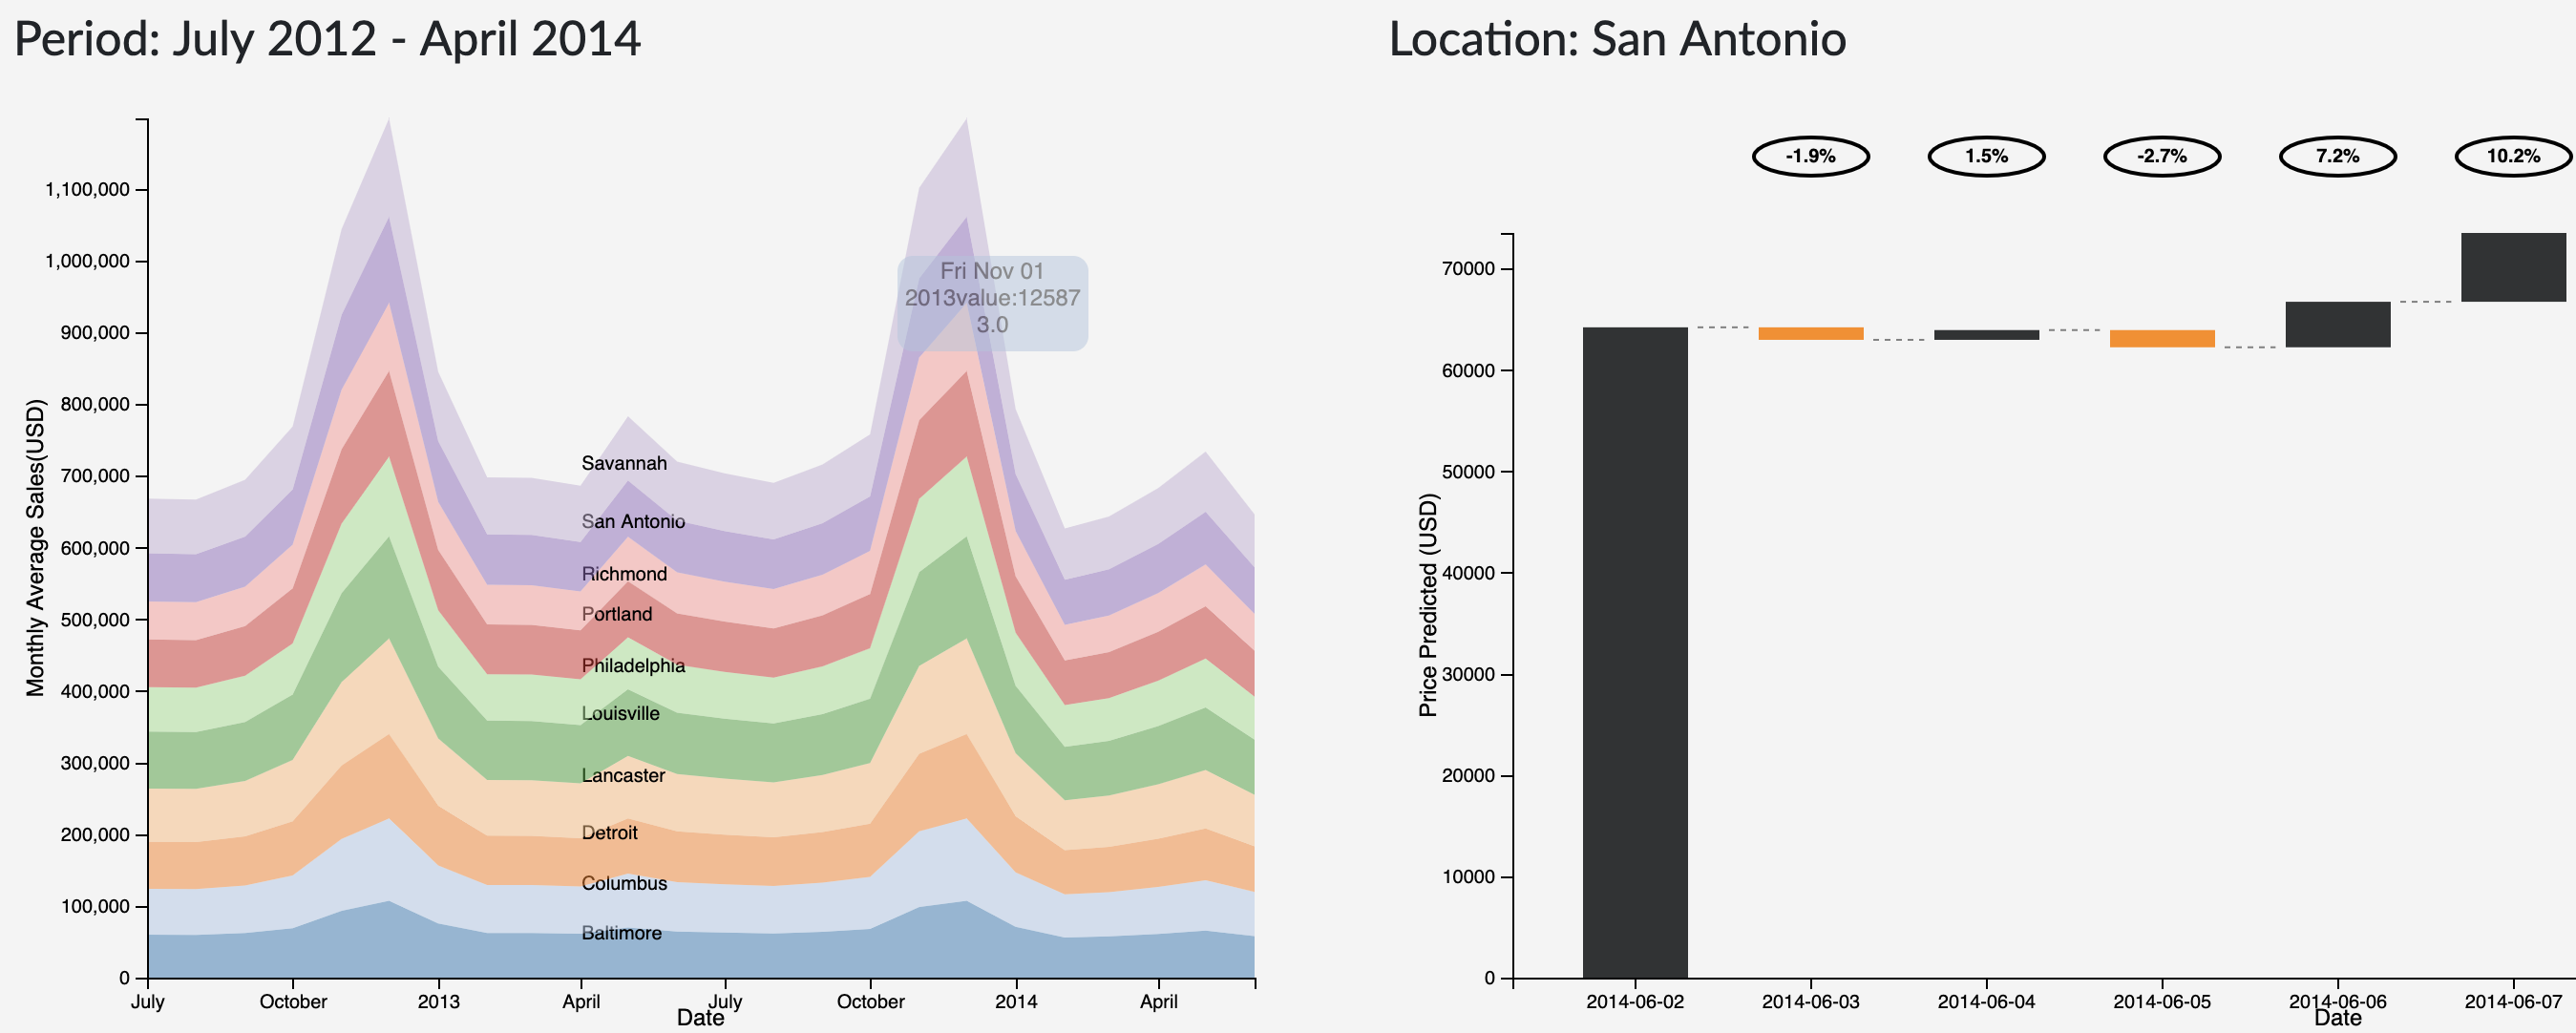 Period: July 2012 - April 2014
Monthly Average Sales(USD)
1,100,000
1,000,000
900,000
800,000
700,000
600,000
500,000
400,000
300,000
200,000
100,000
0
Fri Nov 01
2013value:12587
3.0
Savannah
San Antonio
Richmond
Portland
Philadelphia
Louisville
Lancaster
Detroit
Columbus
Baltimore
July October 2013 April July October 2014 April
Date
Location: San Antonio
-1.9% 1.5% -2.7% 7.2% 10.2%
Price Predicted (USD)
70000
60000
50000
40000
30000
20000
10000
0
2014-06-02 2014-06-03 2014-06-04 2014-06-05 2014-06-06 2014-06-07
Date